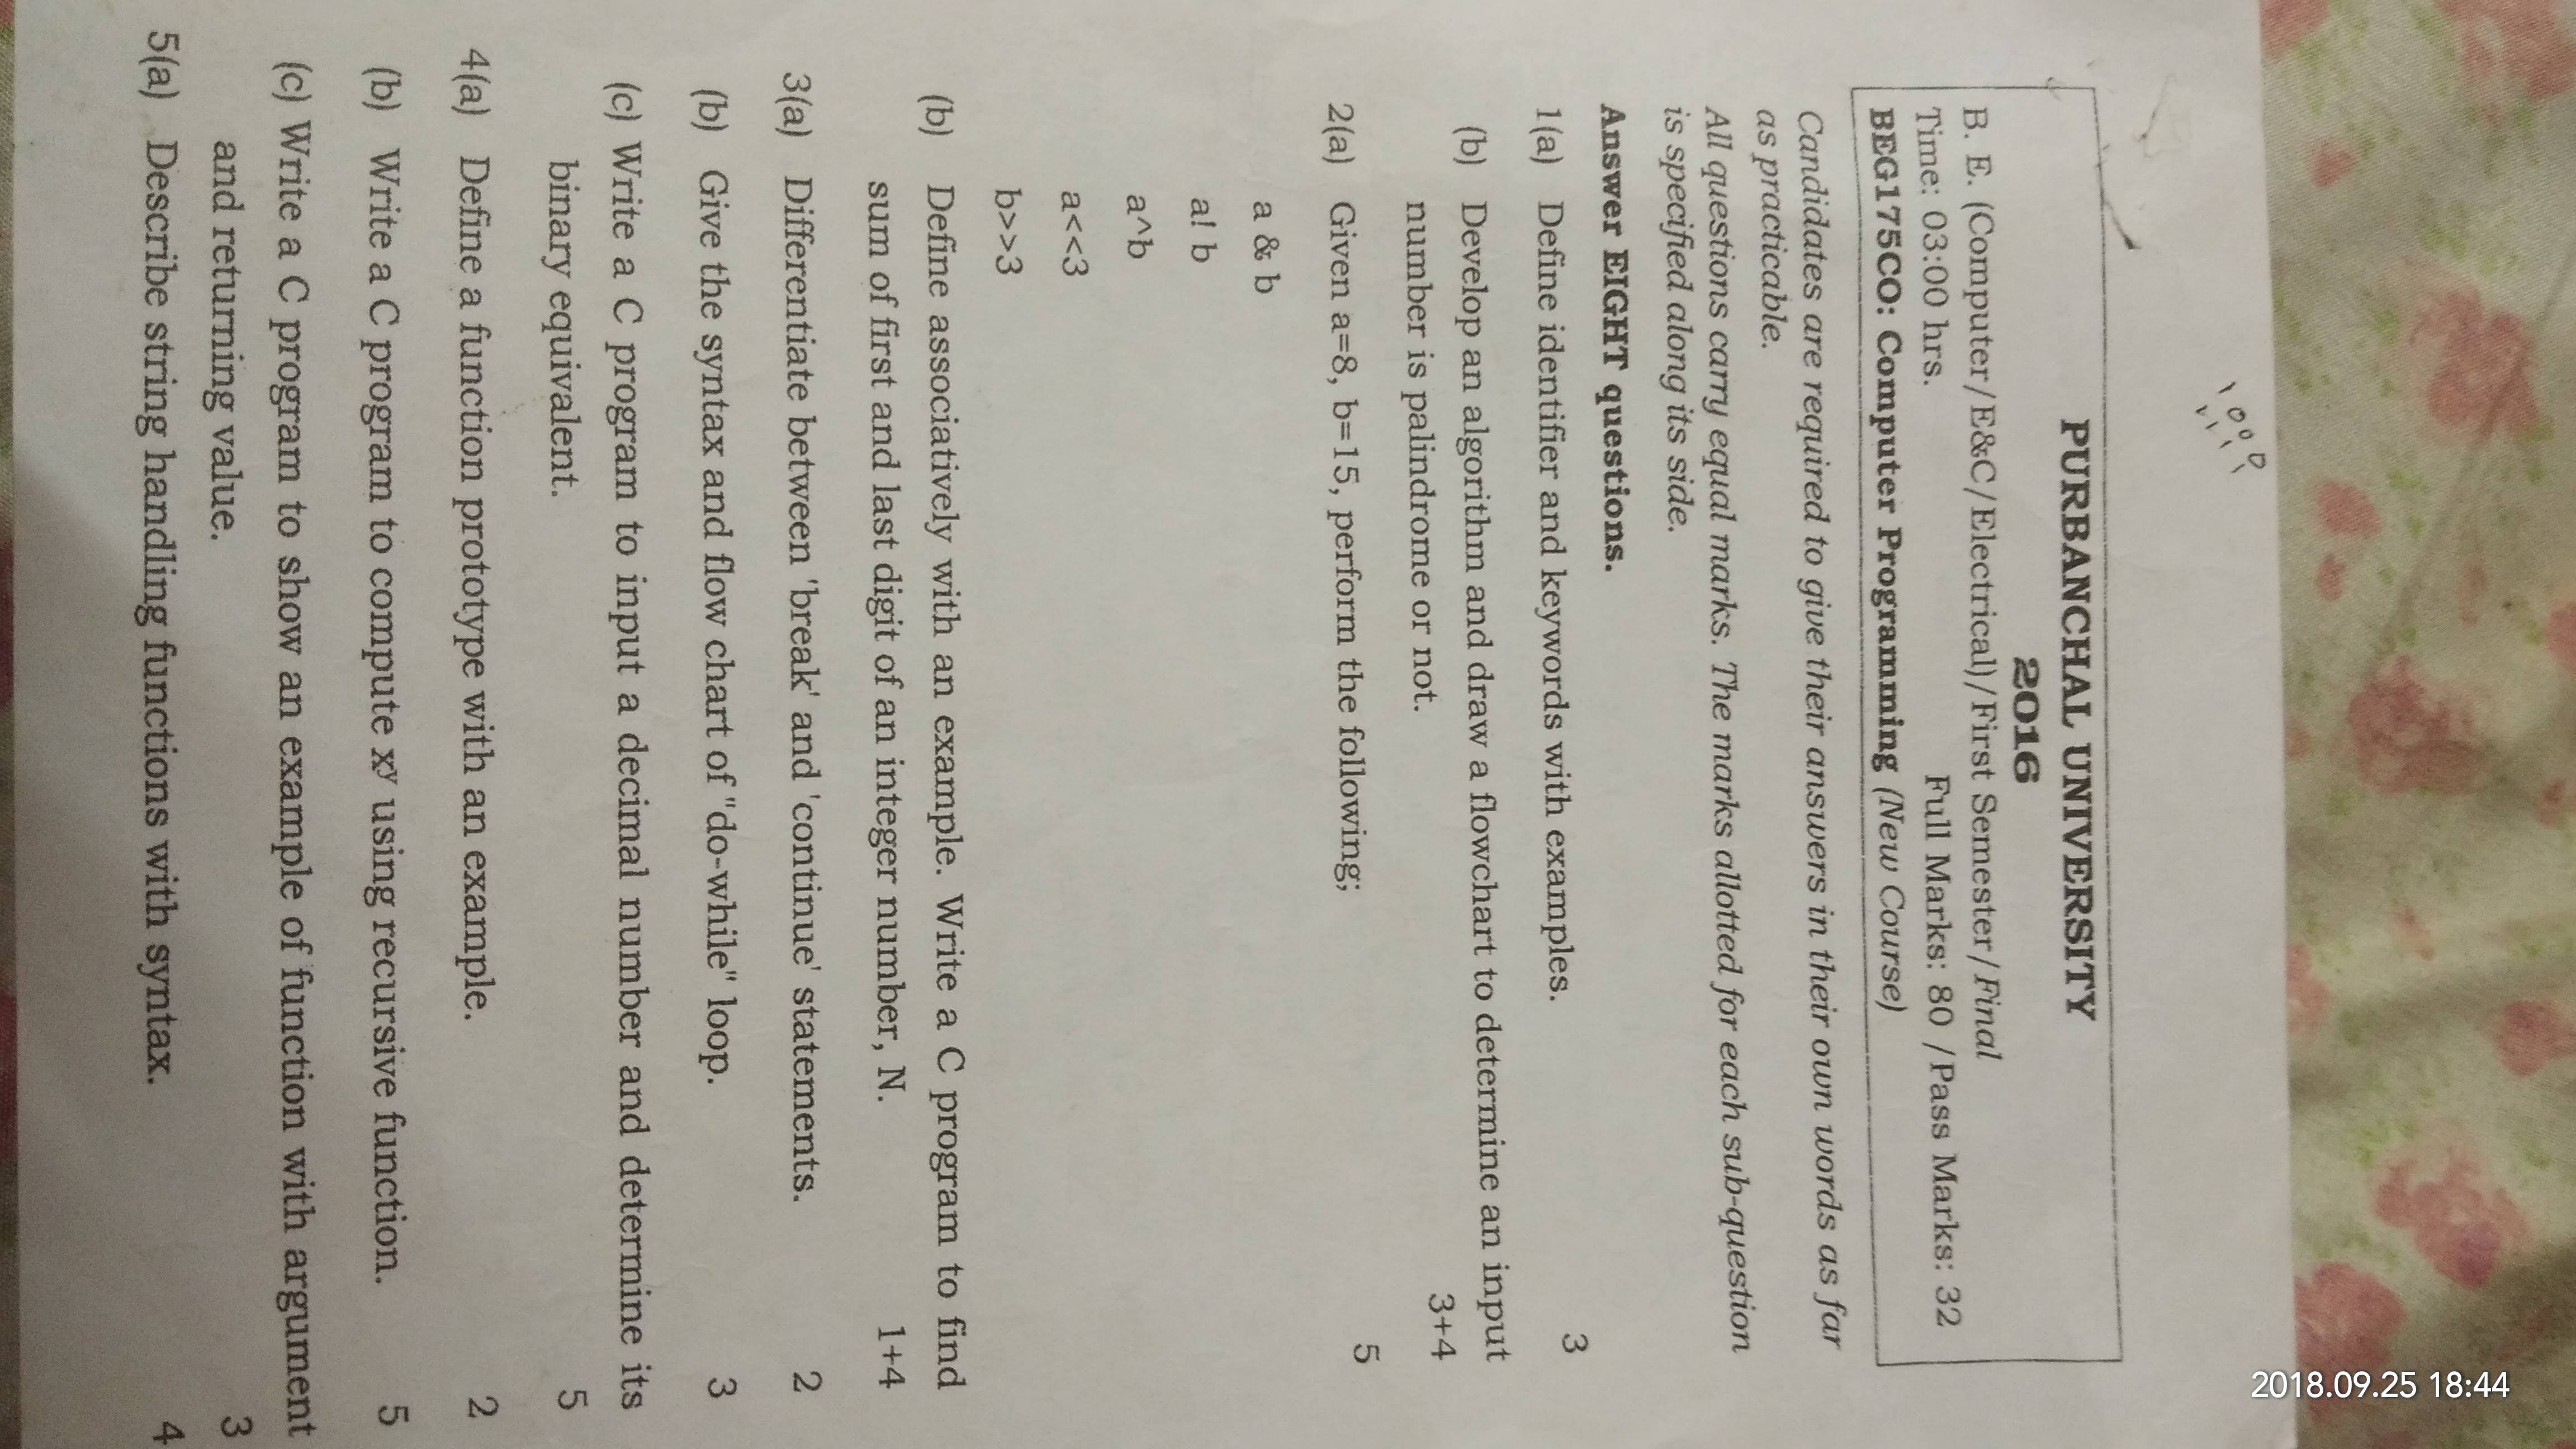 2018.09.25 18:44
1000
1111
PURBANCHAL UNIVERSITY
2016
B. E. (Computer/E&C/Electrical)/First Semester/Final
Time: 03:00 hrs. Full Marks: 80 /Pass Marks: 32
BEG175CO: Computer Programming (New Course)
Candidates are required to give their answers in their own words as far
as practicable.
All questions carry equal marks. The marks allotted for each sub-question
is specified along its side.
Answer EIGHT questions.
1(a) Define identifier and keywords with examples. 3
(b) Develop an algorithm and draw a flowchart to determine an input
number is palindrome or not. 3+4
2(a) Given a=8, b=15, perform the following; 5
a & b
a! b
a^b
a<<3
b>>3
(b) Define associatively with an example. Write a C program to find
sum of first and last digit of an integer number, N. 1+4
3(a) Differentiate between 'break' and 'continue' statements. 2
(b) Give the syntax and flow chart of "do-while" loop. 3
(c) Write a C program to input a decimal number and determine its
binary equivalent. 5
4(a) Define a function prototype with an example. 2
(b) Write a C program to compute xʸ using recursive function. 5
(c) Write a C program to show an example of function with argument
and returning value. 3
5(a) Describe string handling functions with syntax. 4